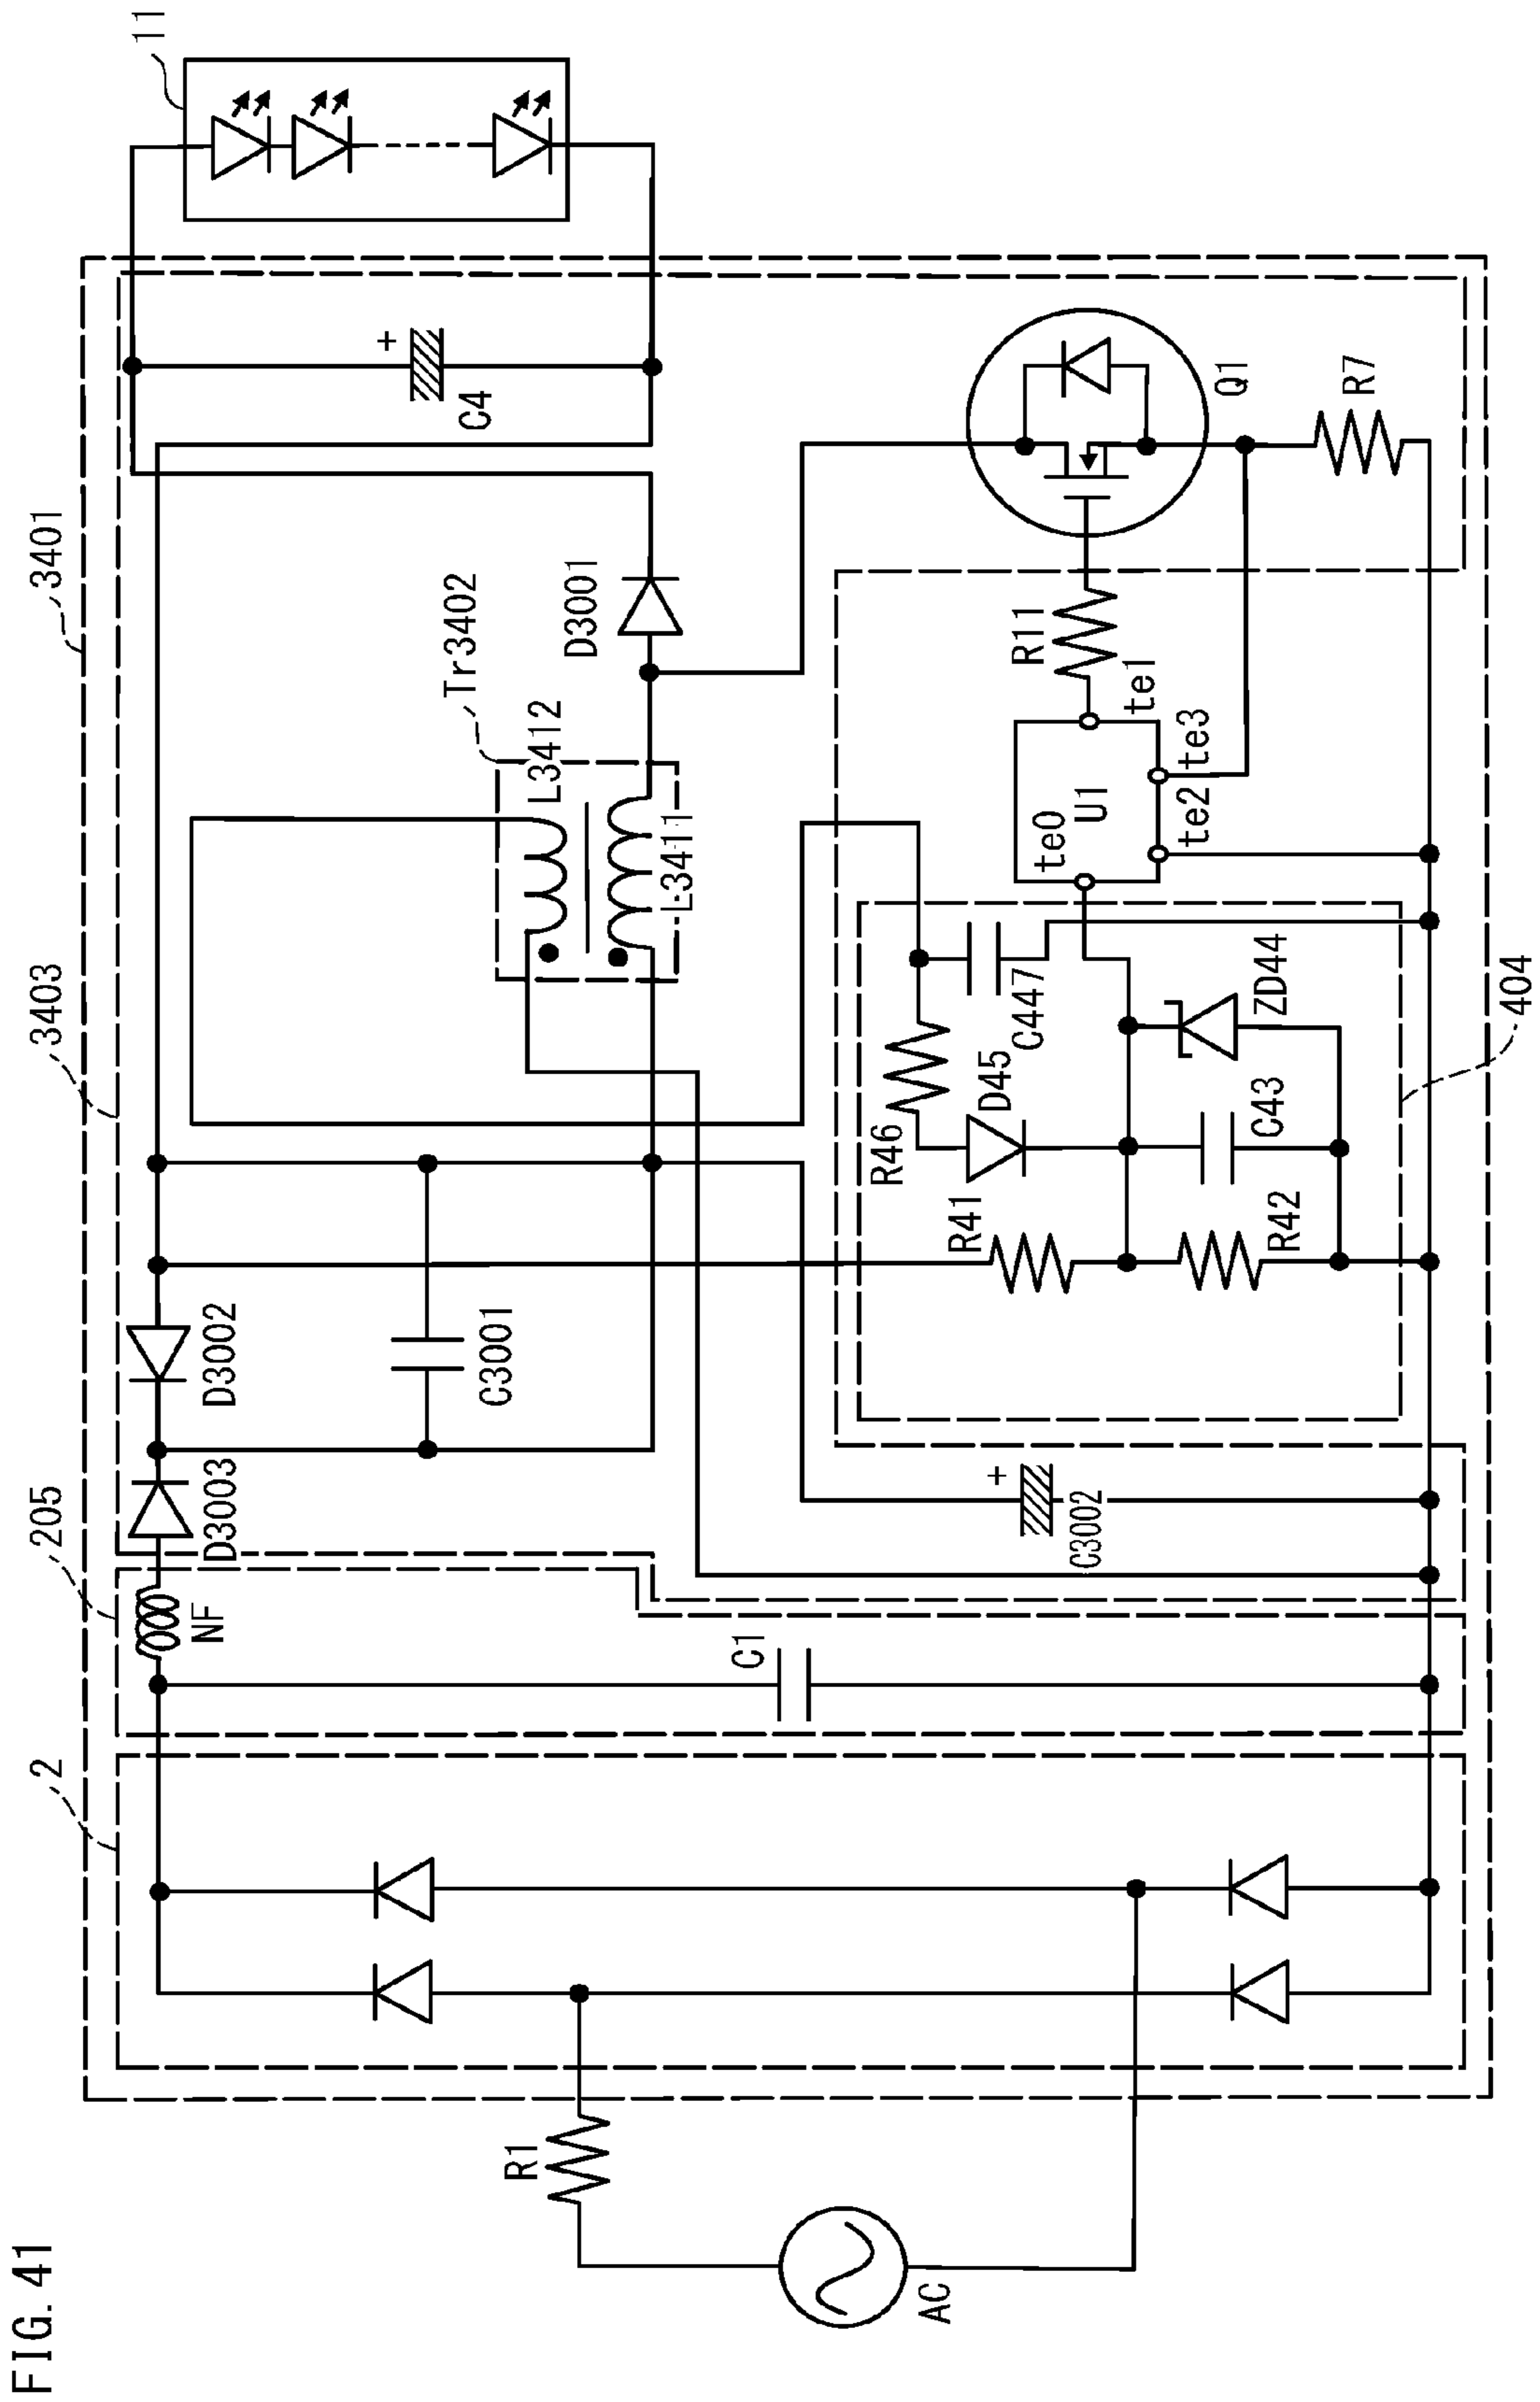 FIG. 41
3401
3403
205
2
11
Tr3402
L3412
L3411
D3001
C4
+
D3002
D3003
NF
C3001
C1
R1
AC
+
C3002
R41
R42
R46
D45
C43
C447
ZD44
404
te0
U1
te1
te2
te3
R11
Q1
R7